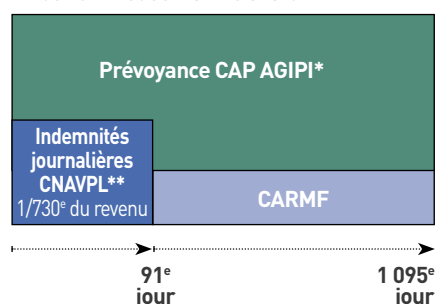 Prévoyance CAP AGIPI*
Indemnités
journalières
CNAVPL**
1/730e du revenu
CARMF
91e
jour
1 095e
jour